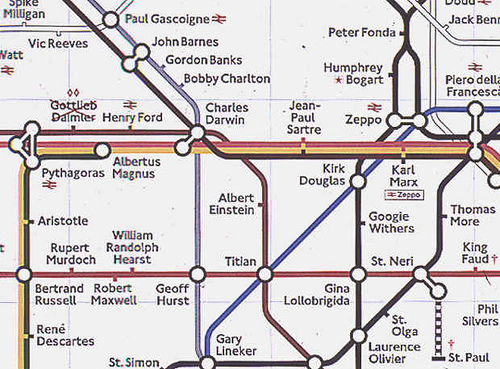 Spike
Milligan
Paul Gascoigne
Vic Reeves
Watt
John Barnes
Gordon Banks
Bobby Charlton
Peter Fonda
Jack Benn
Humphrey
Bogart
Piero della
Francesca
Gottlieb
Daimler
Henry Ford
Charles
Darwin
Jean-
Paul
Sartre
Zeppo
Pythagoras
Albertus
Magnus
Kirk
Douglas
Karl
Marx
Zeppo
Albert
Einstein
Aristotle
Googie
Withers
Thomas
More
Rupert
Murdoch
William
Randolph
Hearst
Titian
St. Neri
King
Faud
Bertrand
Russell
Robert
Maxwell
Geoff
Hurst
Gina
Lollobrigida
René
Descartes
Gary
Lineker
St.
Olga
Laurence
Olivier
Phil
Silvers
St. Simon
St. Paul